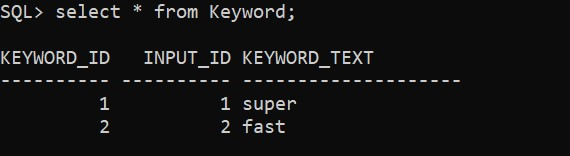 SQL> select * from Keyword;
KEYWORD_ID   INPUT_ID KEYWORD_TEXT
---------- ---------- --------------------
         1          1 super
         2          2 fast